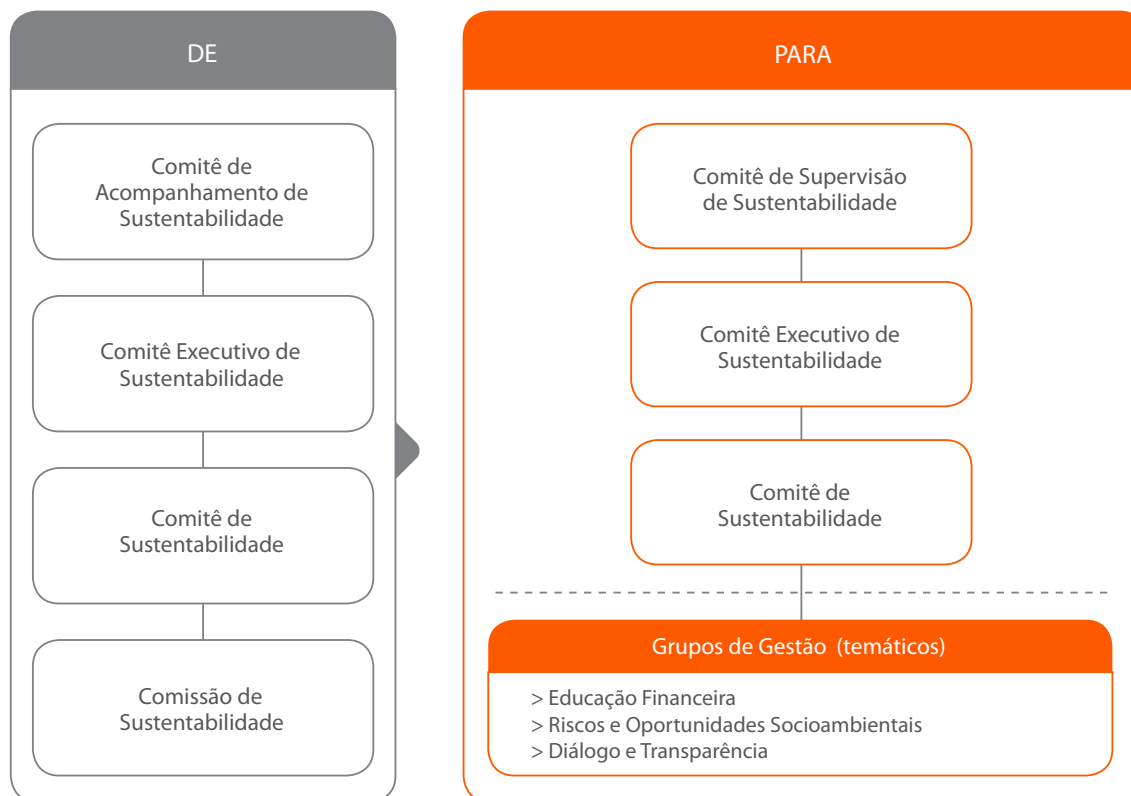 DE
Comitê de
Acompanhamento de
Sustentabilidade
Comitê Executivo de
Sustentabilidade
Comitê de
Sustentabilidade
Comissão de
Sustentabilidade
PARA
Comitê de Supervisão
de Sustentabilidade
Comitê Executivo de
Sustentabilidade
Comitê de
Sustentabilidade
Grupos de Gestão (temáticos)
> Educação Financeira
> Riscos e Oportunidades Socioambientais
> Diálogo e Transparência